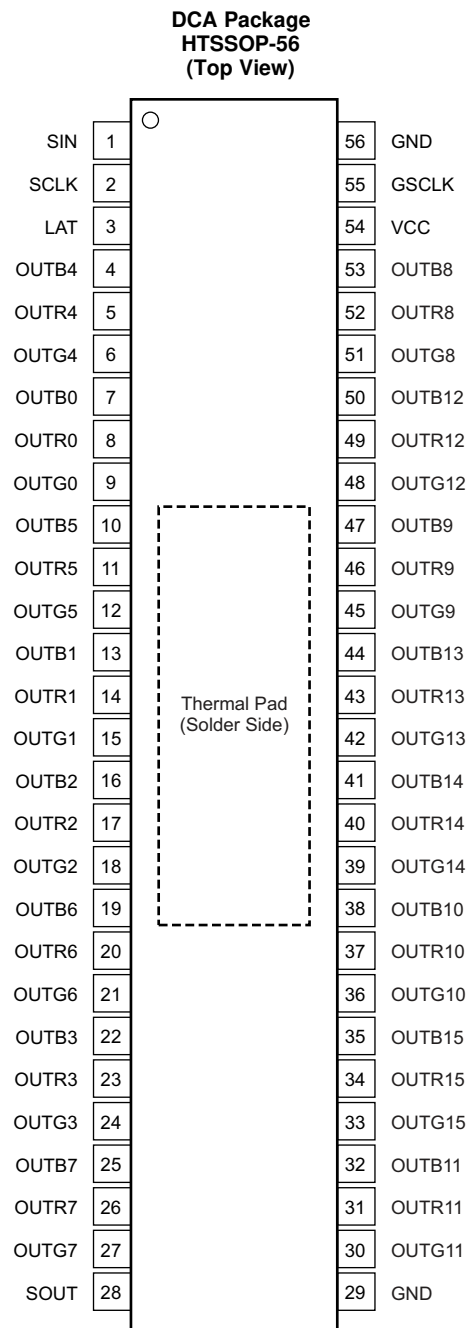 DCA Package
HTSSOP-56
(Top View)
SIN 1 56 GND
SCLK 2 55 GSCLK
LAT 3 54 VCC
OUTB4 4 53 OUTB8
OUTR4 5 52 OUTR8
OUTG4 6 51 OUTG8
OUTB0 7 50 OUTB12
OUTR0 8 49 OUTR12
OUTG0 9 48 OUTG12
OUTB5 10 47 OUTB9
OUTR5 11 46 OUTR9
OUTG5 12 45 OUTG9
OUTB1 13 44 OUTB13
OUTR1 14 43 OUTR13
Thermal Pad
(Solder Side)
OUTG1 15 42 OUTG13
OUTB2 16 41 OUTB14
OUTR2 17 40 OUTR14
OUTG2 18 39 OUTG14
OUTB6 19 38 OUTB10
OUTR6 20 37 OUTR10
OUTG6 21 36 OUTG10
OUTB3 22 35 OUTB15
OUTR3 23 34 OUTR15
OUTG3 24 33 OUTG15
OUTB7 25 32 OUTB11
OUTR7 26 31 OUTR11
OUTG7 27 30 OUTG11
SOUT 28 29 GND